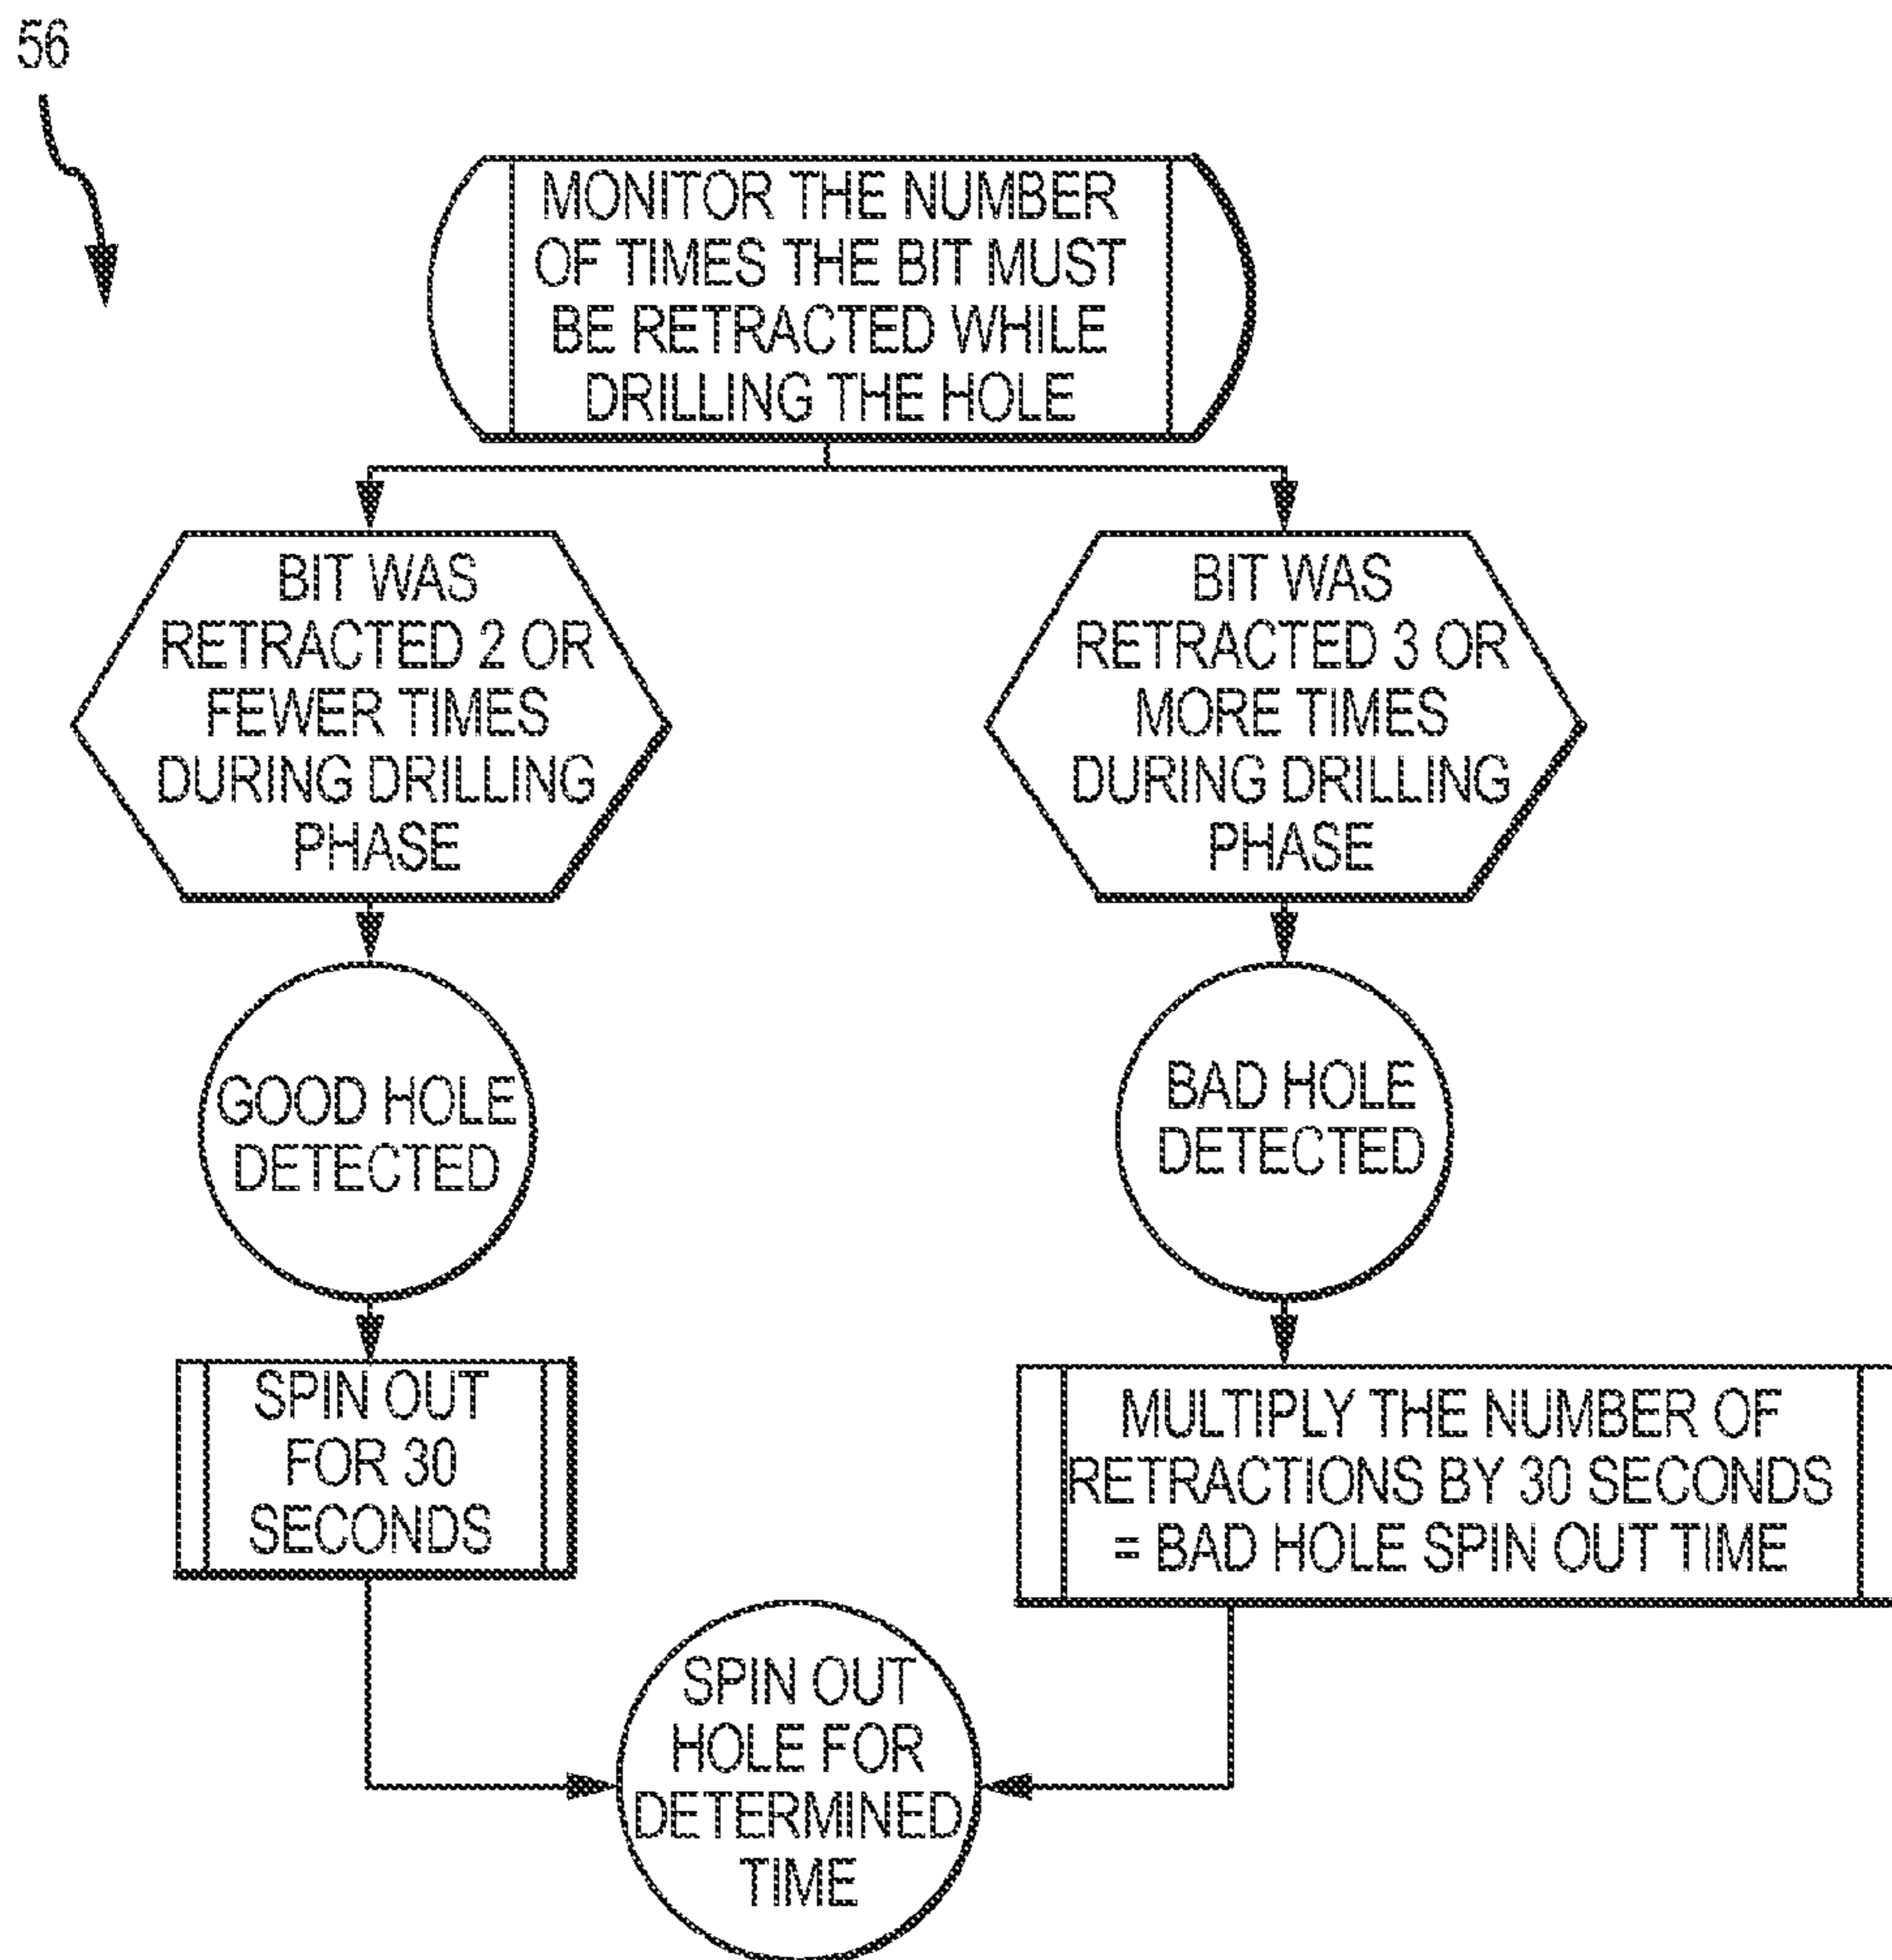 56
MONITOR THE NUMBER
OF TIMES THE BIT MUST
BE RETRACTED WHILE
DRILLING THE HOLE
BIT WAS
RETRACTED 2 OR
FEWER TIMES
DURING DRILLING
PHASE
BIT WAS
RETRACTED 3 OR
MORE TIMES
DURING DRILLING
PHASE
GOOD HOLE
DETECTED
BAD HOLE
DETECTED
SPIN OUT
FOR 30
SECONDS
MULTIPLY THE NUMBER OF
RETRACTIONS BY 30 SECONDS
= BAD HOLE SPIN OUT TIME
SPIN OUT
HOLE FOR
DETERMINED
TIME